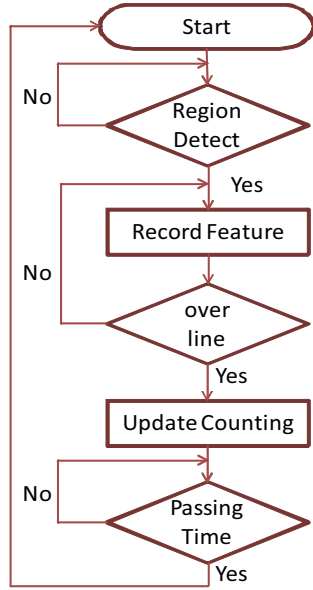 Start
No
Region
Detect
Yes
Record Feature
No
over
line
Yes
Update Counting
No
Passing
Time
Yes